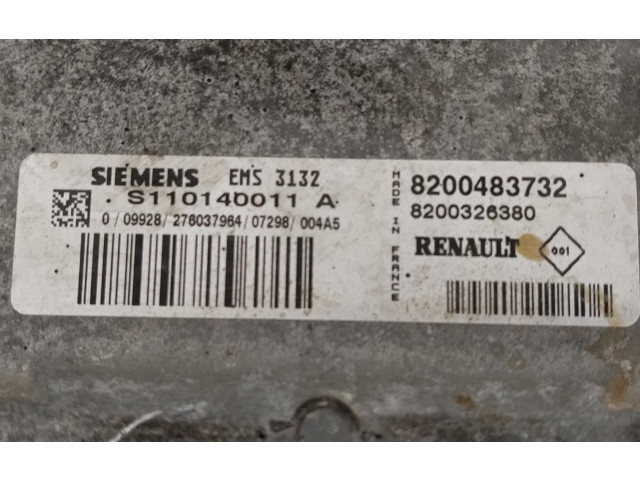 SIEMENS EMS 3132
S110140011 A
0 / 09928 / 276037964 / 07298 / 004A5
MADE IN FRANCE
8200483732
8200326380
RENAULT 001